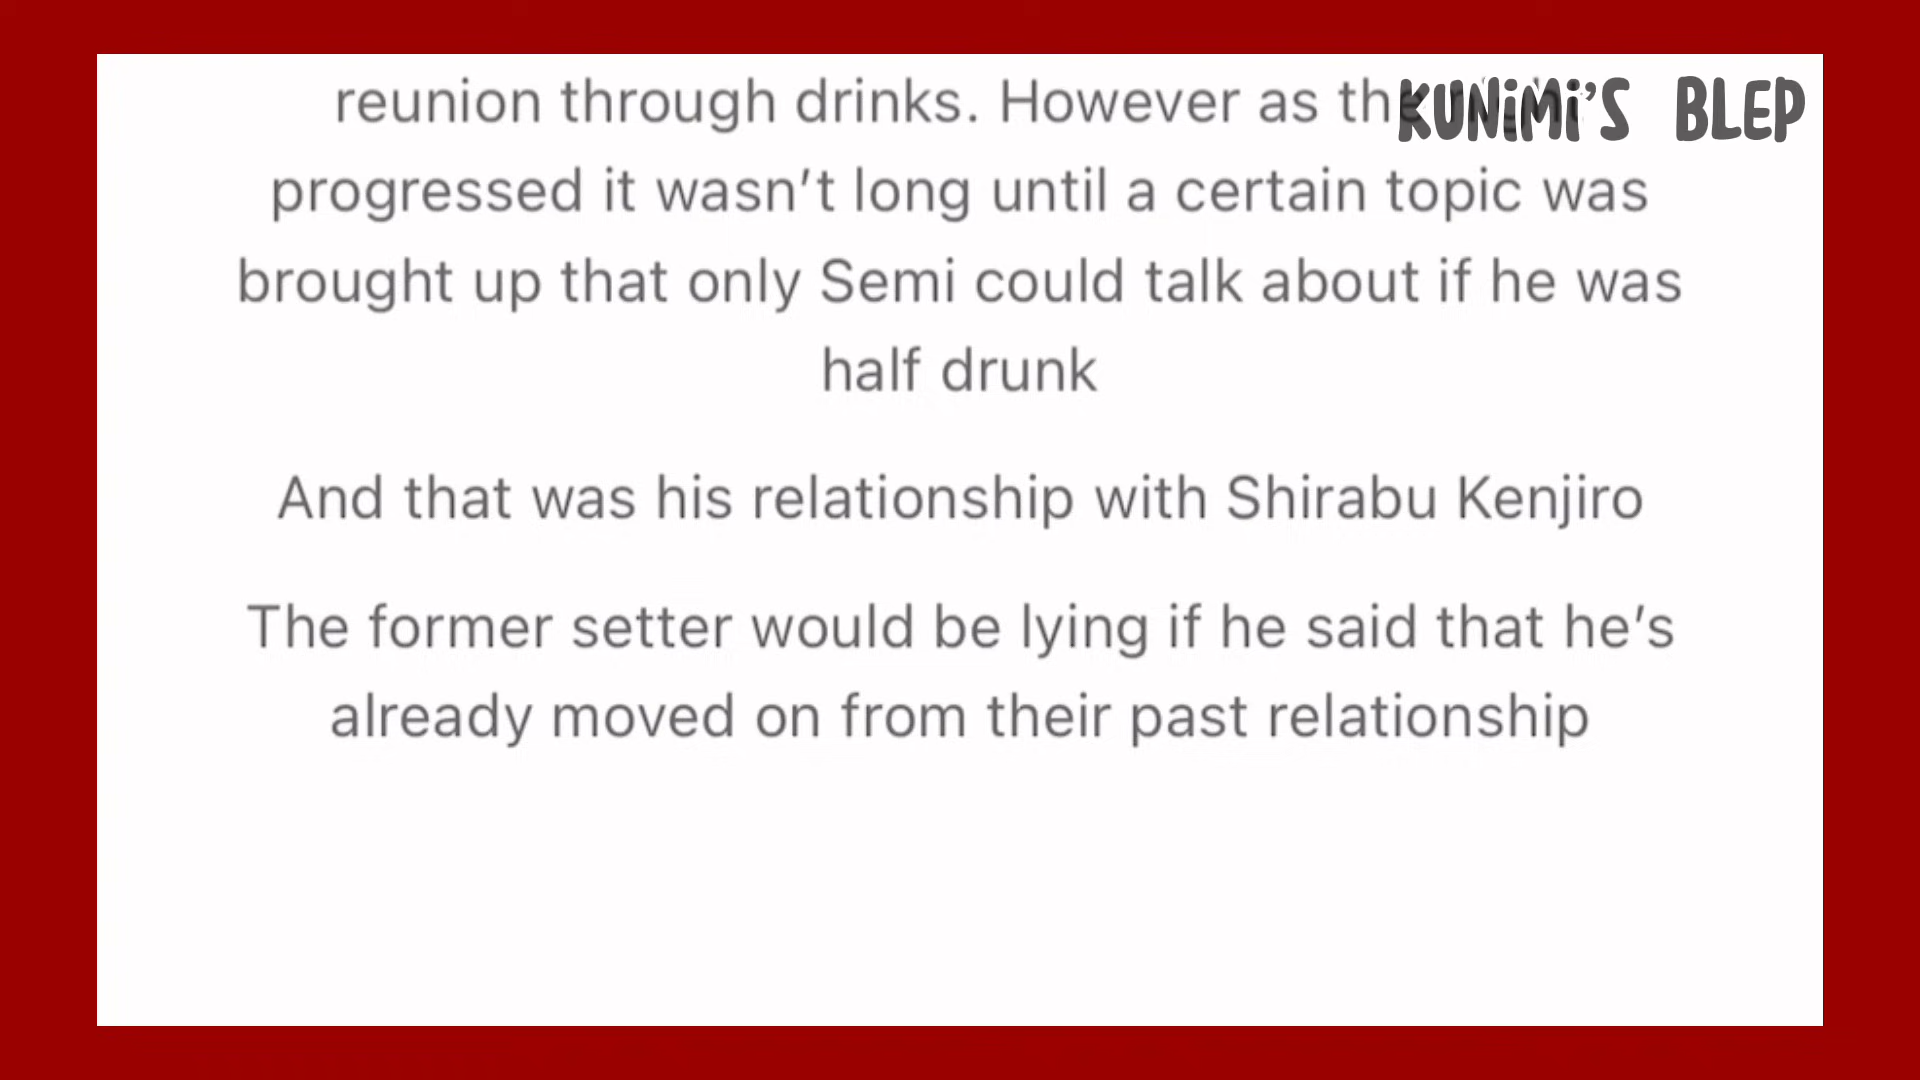 reunion through drinks. However as the
KUNiMi'S BLEP
progressed it wasn't long until a certain topic was
brought up that only Semi could talk about if he was
half drunk
And that was his relationship with Shirabu Kenjiro
The former setter would be lying if he said that he's
already moved on from their past relationship